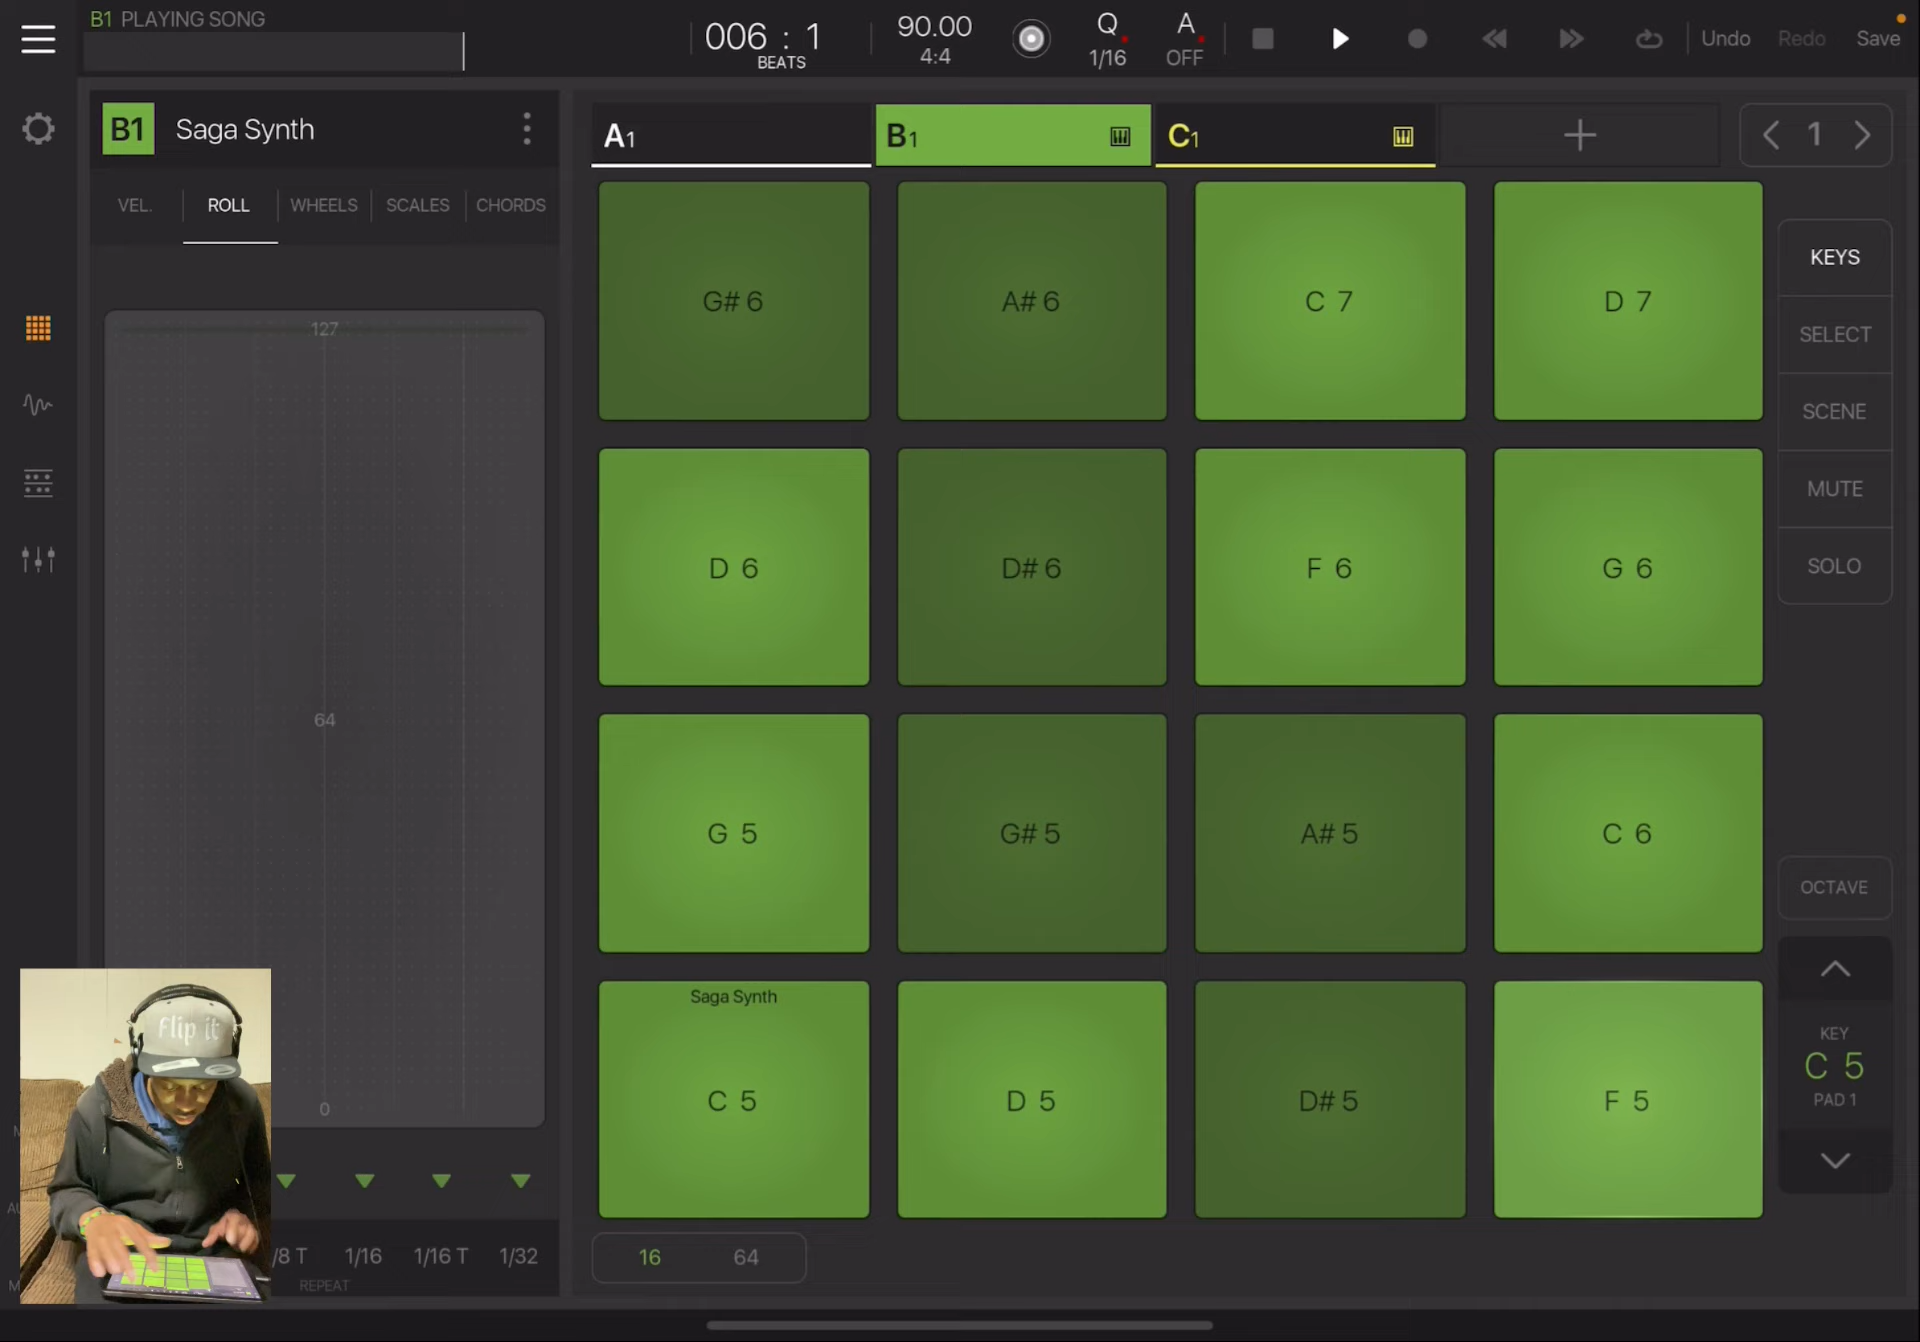 B1 PLAYING SONG
006 : 1
BEATS
90.00
4:4
Q
1/16
A
OFF
Undo
Redo
Save
B1
Saga Synth
VEL.
ROLL
WHEELS
SCALES
CHORDS
127
64
0
/8 T
1/16
1/16 T
1/32
REPEAT
A1
B1
C1
+
< 1 >
G# 6
A# 6
C 7
D 7
D 6
D# 6
F 6
G 6
G 5
G# 5
A# 5
C 6
Saga Synth
C 5
D 5
D# 5
F 5
16
64
KEYS
SELECT
SCENE
MUTE
SOLO
OCTAVE
KEY
C 5
PAD 1
Flip it